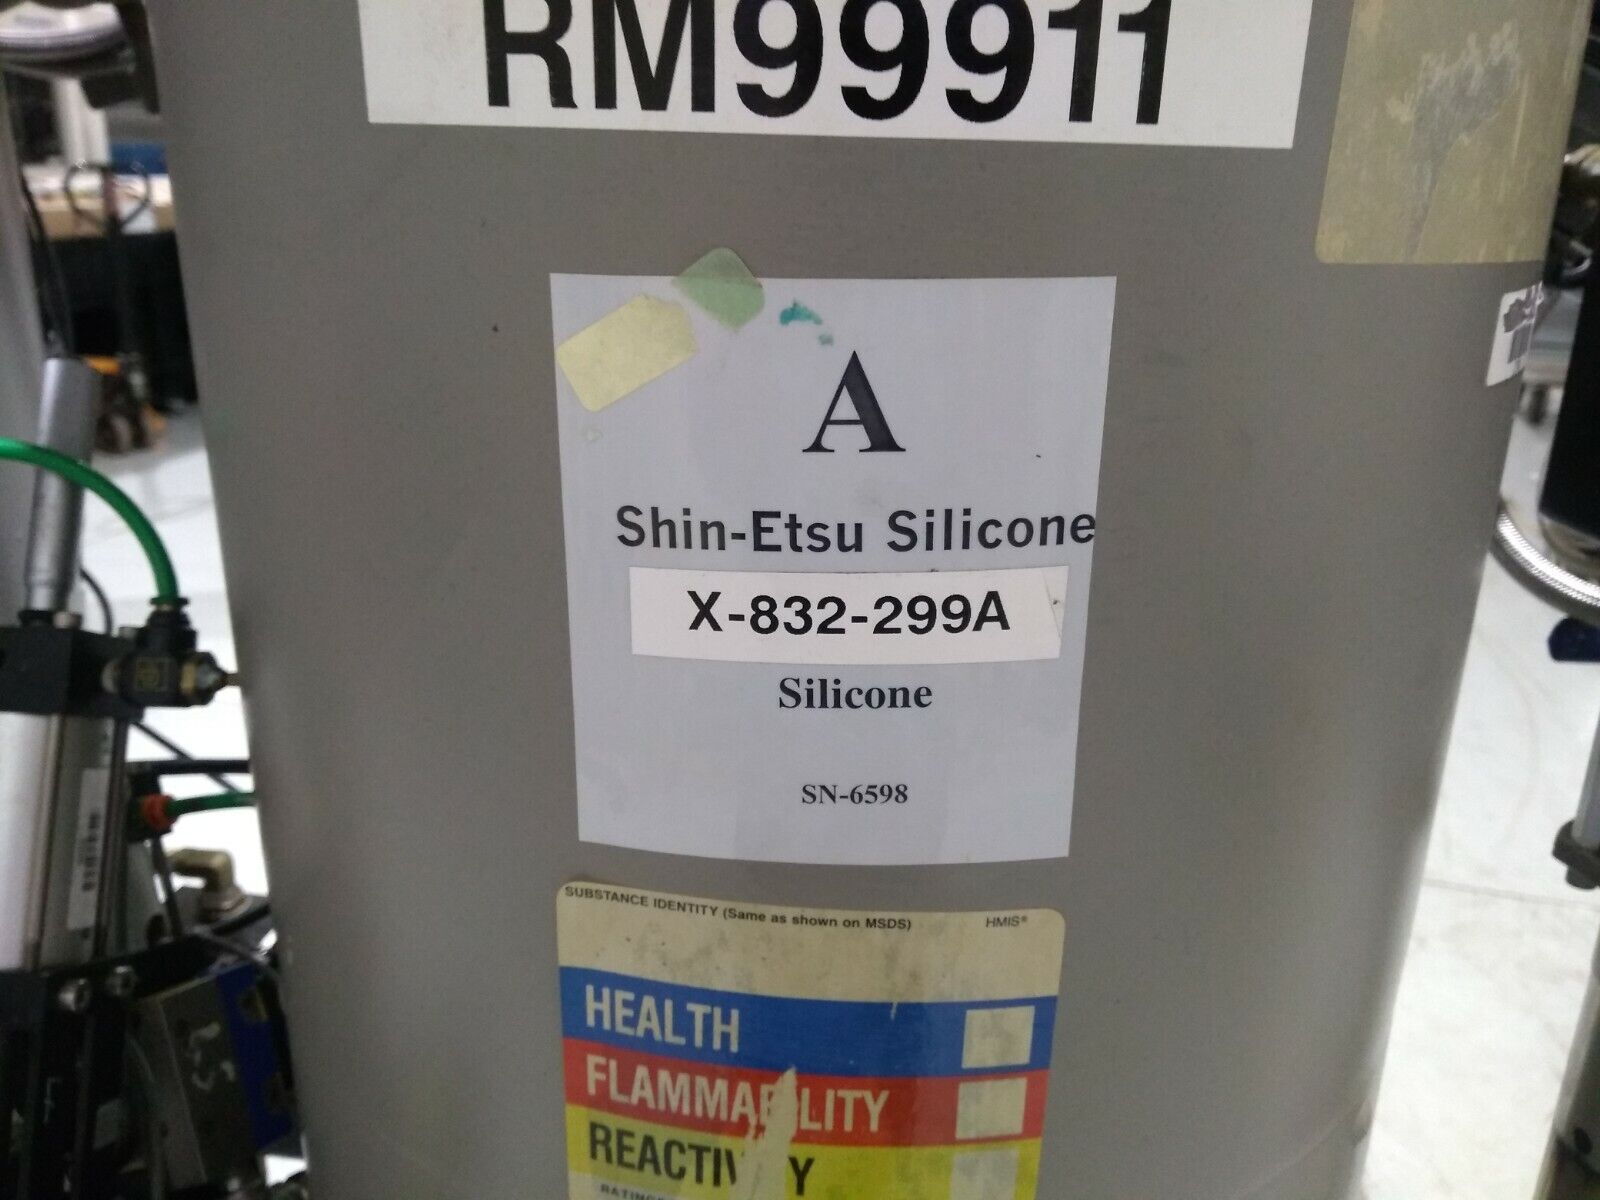 RM99911
A
Shin-Etsu Silicone
X-832-299A
Silicone
SN-6598
SUBSTANCE IDENTITY (Same as shown on MSDS) HMIS®
HEALTH
FLAMMABILITY
REACTIVITY